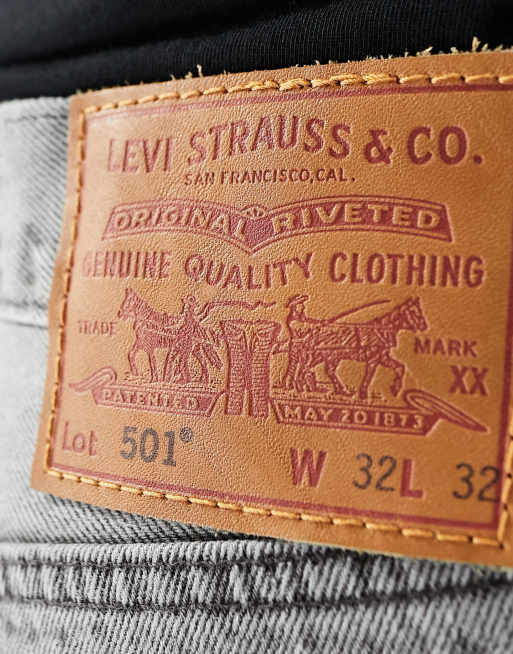 LEVI STRAUSS & CO.
SAN FRANCISCO, CAL.
ORIGINAL RIVETED
GENUINE QUALITY CLOTHING
TRADE MARK
XX
PATENTED MAY 20 1873
Lot 501® W 32 L 32